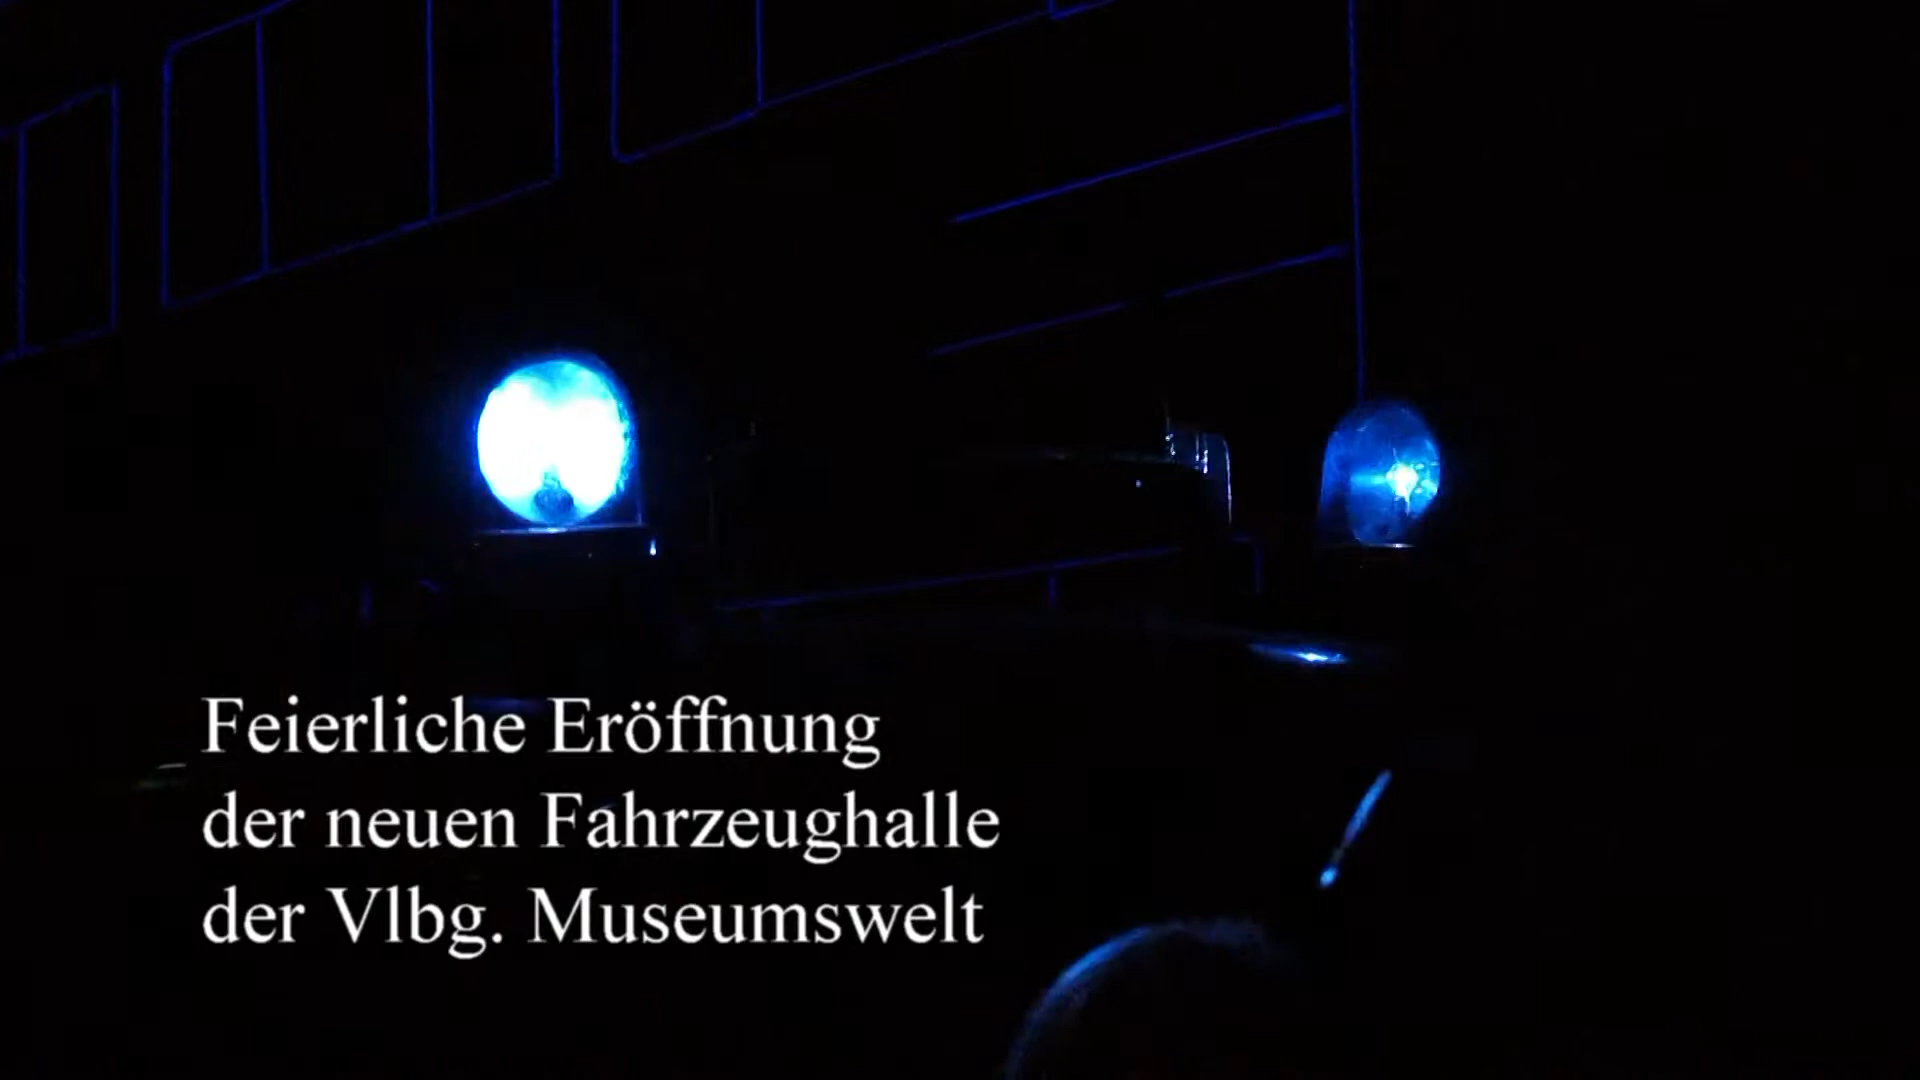 Feierliche Eröffnung
der neuen Fahrzeughalle
der Vlbg. Museumswelt